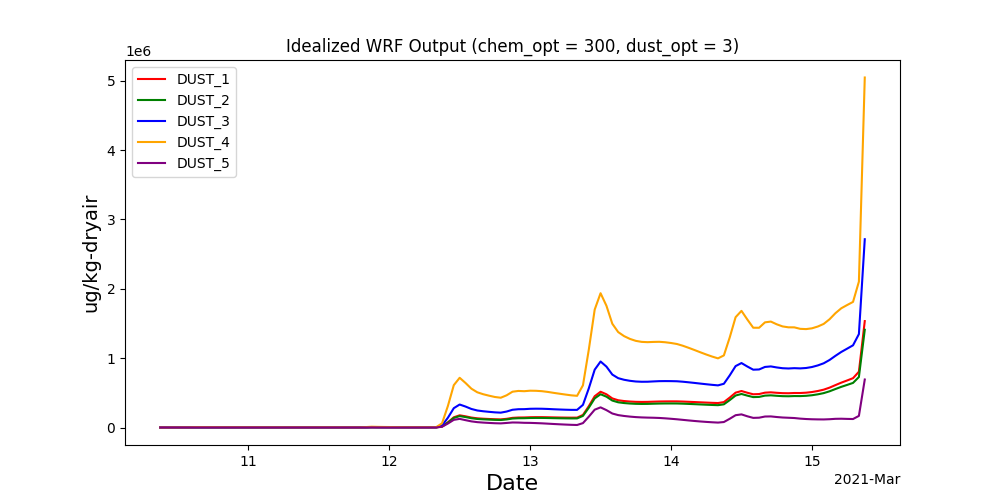 Idealized WRF Output (chem_opt = 300, dust_opt = 3)
1e6
DUST_1
DUST_2
DUST_3
DUST_4
DUST_5
5
4
3
2
1
0
ug/kg-dryair
11
12
13
14
15
2021-Mar
Date